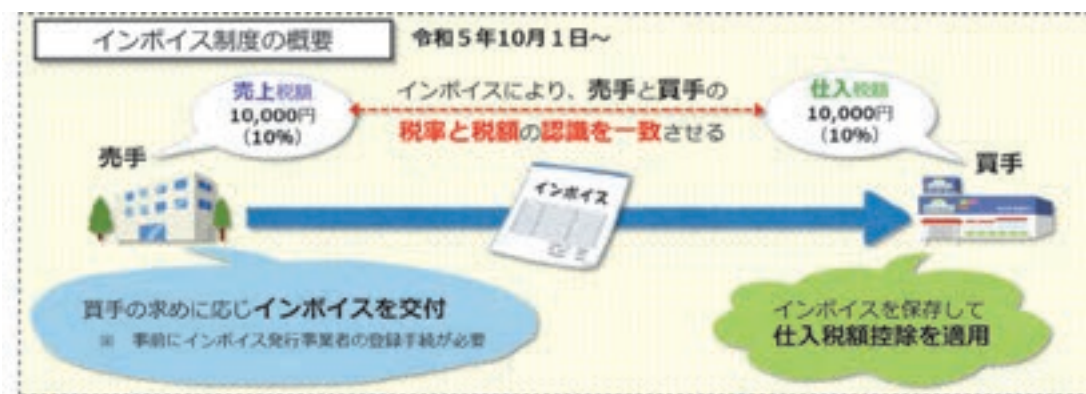 インボイス制度の概要
令和5年10月1日～
売上税額
10,000円
(10%)
インボイスにより、売手と買手の
税率と税額の認識を一致させる
仕入税額
10,000円
(10%)
売手
買手
インボイス
買手の求めに応じインボイスを交付
※ 事前にインボイス発行事業者の登録手続が必要
インボイスを保存して
仕入税額控除を適用